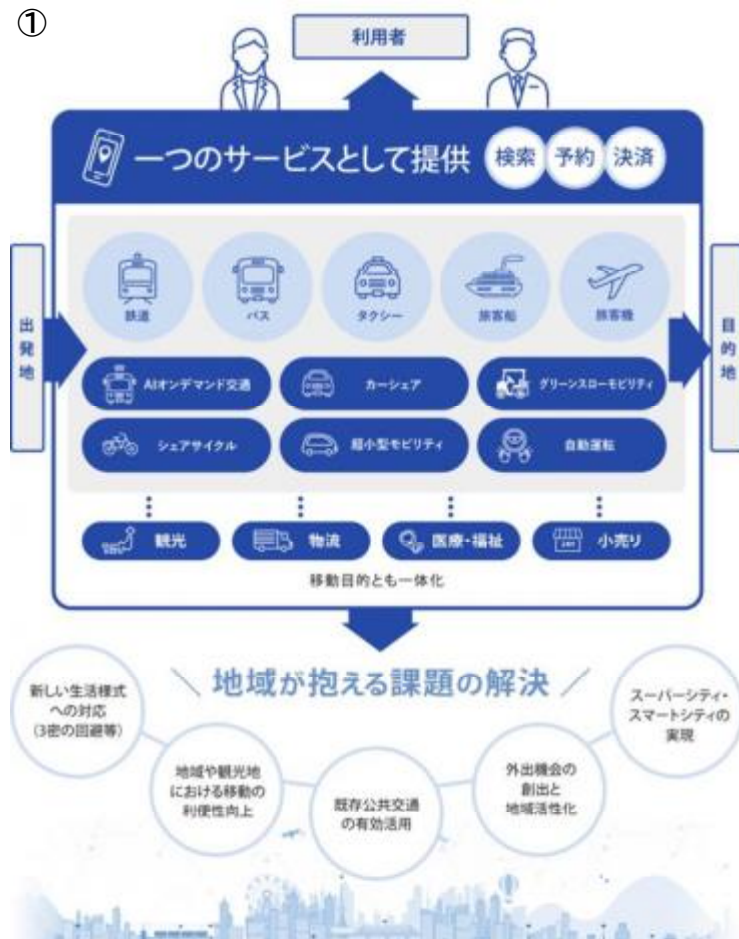 ①
利用者
一つのサービスとして提供
検索 予約 決済
出発地
目的地
鉄道
バス
タクシー
旅客船
旅客機
AIオンデマンド交通
カーシェア
グリーンスローモビリティ
シェアサイクル
超小型モビリティ
自動運転
観光
物流
医療・福祉
小売り
移動目的とも一体化
地域が抱える課題の解決
新しい生活様式
への対応
(3密の回避等)
地域や観光地
における移動の
利便性向上
既存公共交通
の有効活用
外出機会の
創出と
地域活性化
スーパーシティ・
スマートシティの
実現